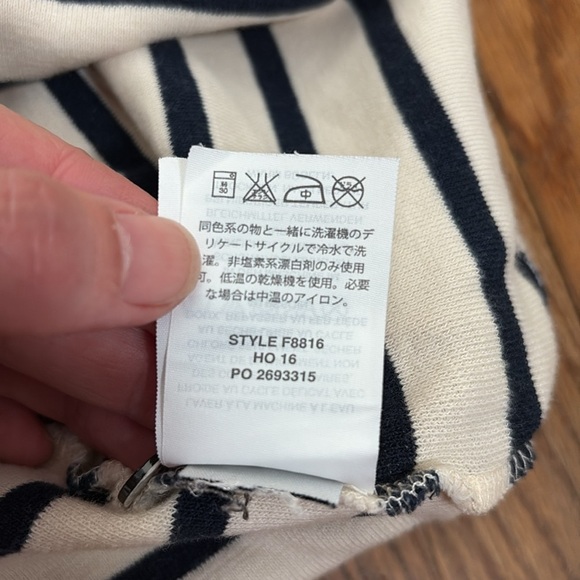 同色系の物と一緒に洗濯機のデ
リケートサイクルで冷水で洗
濯。非塩素系漂白剤のみ使用
可。低温の乾燥機を使用。必要
な場合は中温のアイロン。
STYLE F8816
HO 16
PO 2693315